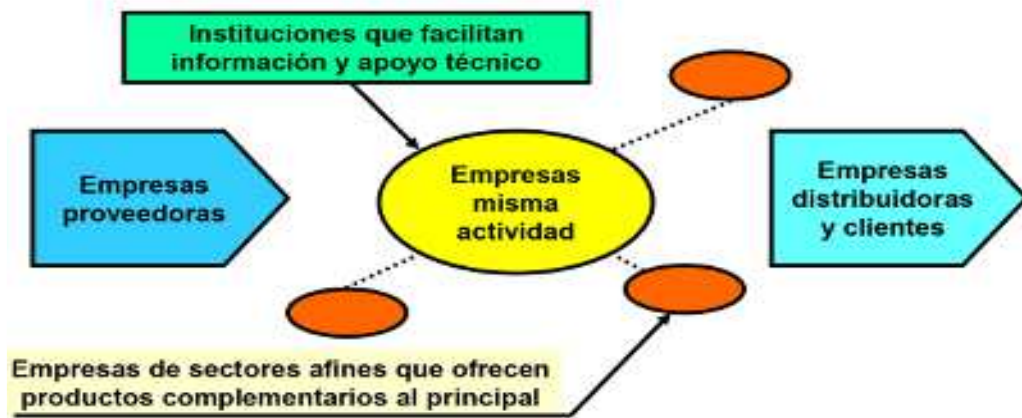 Instituciones que facilitan
información y apoyo técnico
Empresas
proveedoras
Empresas
misma
actividad
Empresas
distribuidoras
y clientes
Empresas de sectores afines que ofrecen
productos complementarios al principal